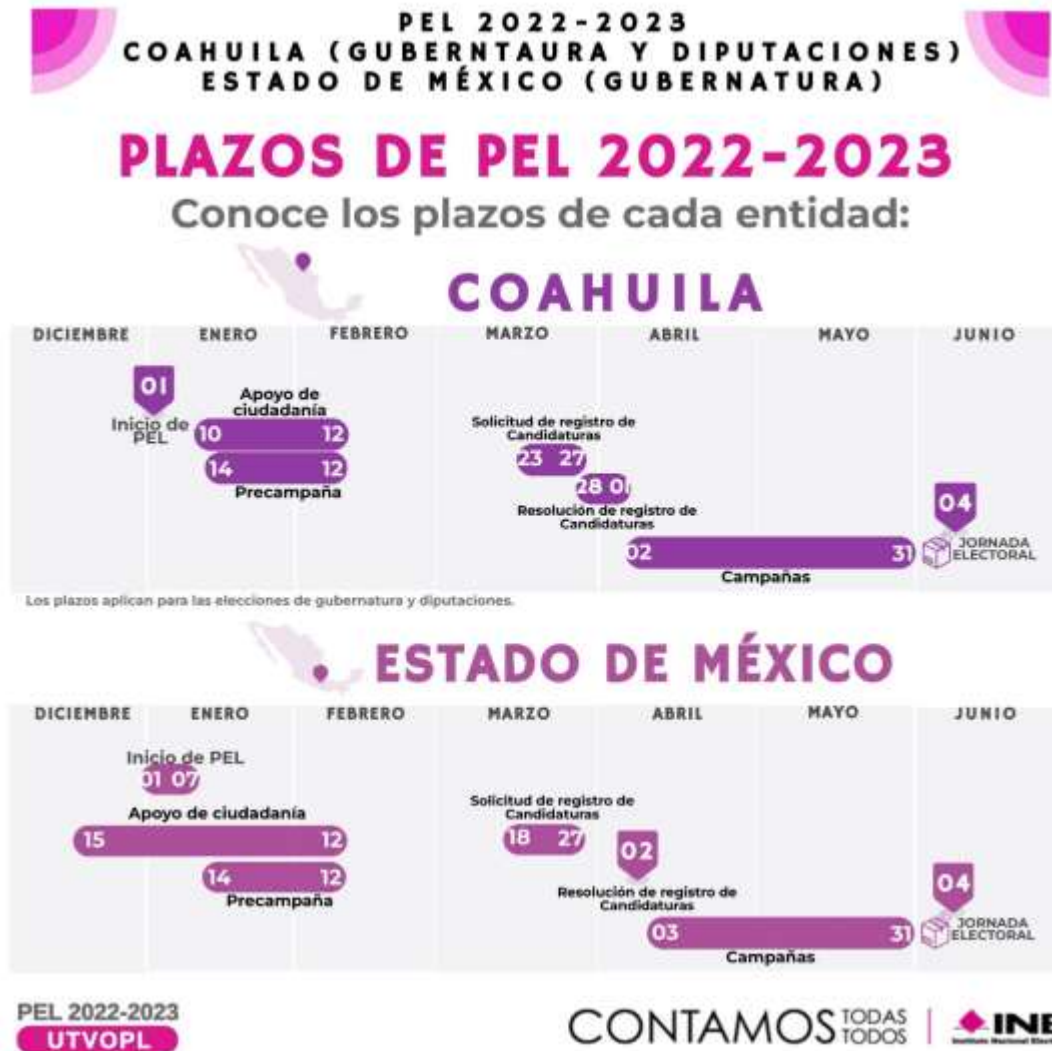 PEL 2022-2023
COAHUILA (GUBERNTAURA Y DIPUTACIONES)
ESTADO DE MÉXICO (GUBERNATURA)
PLAZOS DE PEL 2022-2023
Conoce los plazos de cada entidad:
COAHUILA
DICIEMBRE ENERO FEBRERO MARZO ABRIL MAYO JUNIO
01
Inicio de
PEL
Apoyo de
ciudadanía
10 12
14 12
Precampaña
Solicitud de registro de
Candidaturas
23 27
28 01
Resolución de registro de
Candidaturas
02 31
Campañas
04
JORNADA
ELECTORAL
Los plazos aplican para las elecciones de gubernatura y diputaciones.
ESTADO DE MÉXICO
DICIEMBRE ENERO FEBRERO MARZO ABRIL MAYO JUNIO
Inicio de PEL
01 07
Apoyo de ciudadanía
15 12
14 12
Precampaña
Solicitud de registro de
Candidaturas
18 27
02
Resolución de registro de
Candidaturas
03 31
Campañas
04
JORNADA
ELECTORAL
PEL 2022-2023
UTVOPL
CONTAMOS TODAS TODOS
INE
Instituto Nacional